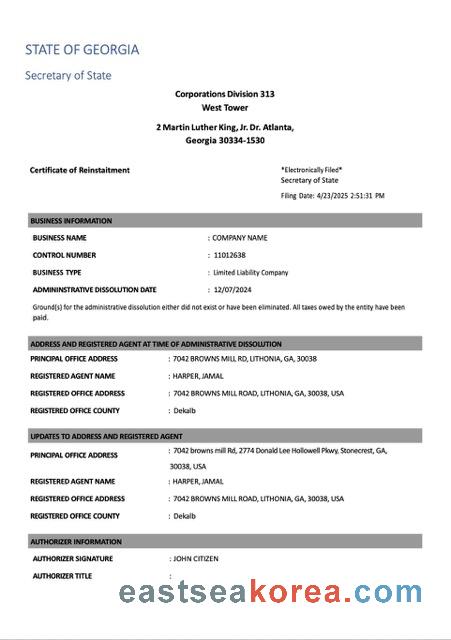 STATE OF GEORGIA
Secretary of State
Corporations Division 313
West Tower
2 Martin Luther King, Jr. Dr. Atlanta,
Georgia 30334-1530
Certificate of Reinstaitment
*Electronically Filed*
Secretary of State
Filing Date: 4/23/2025 2:51:31 PM
BUSINESS INFORMATION
BUSINESS NAME : COMPANY NAME
CONTROL NUMBER : 11012638
BUSINESS TYPE : Limited Liability Company
ADMININSTRATIVE DISSOLUTION DATE : 12/07/2024
Ground(s) for the administrative dissolution either did not exist or have been eliminated. All taxes owed by the entity have been
paid.
ADDRESS AND REGISTERED AGENT AT TIME OF ADMINISTRATIVE DISSOLUTION
PRINCIPAL OFFICE ADDRESS : 7042 BROWNS MILL RD, LITHONIA, GA, 30038
REGISTERED AGENT NAME : HARPER, JAMAL
REGISTERED OFFICE ADDRESS : 7042 BROWNS MILL ROAD, LITHONIA, GA, 30038, USA
REGISTERED OFFICE COUNTY : Dekalb
UPDATES TO ADDRESS AND REGISTERED AGENT
PRINCIPAL OFFICE ADDRESS : 7042 browns mill Rd, 2774 Donald Lee Hollowell Pkwy, Stonecrest, GA,
30038, USA
REGISTERED AGENT NAME : HARPER, JAMAL
REGISTERED OFFICE ADDRESS : 7042 BROWNS MILL ROAD, LITHONIA, GA, 30038, USA
REGISTERED OFFICE COUNTY : Dekalb
AUTHORIZER INFORMATION
AUTHORIZER SIGNATURE : JOHN CITIZEN
AUTHORIZER TITLE :
eastseakorea.com